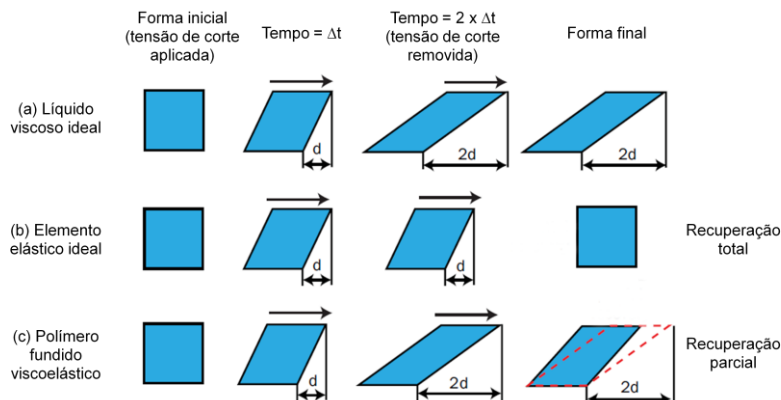 Forma inicial
(tensão de corte
aplicada)
Tempo = Δt
Tempo = 2 x Δt
(tensão de corte
removida)
Forma final
(a) Líquido
viscoso ideal
d
2d
2d
(b) Elemento
elástico ideal
d
d
Recuperação
total
(c) Polímero
fundido
viscoelástico
d
2d
2d
Recuperação
parcial